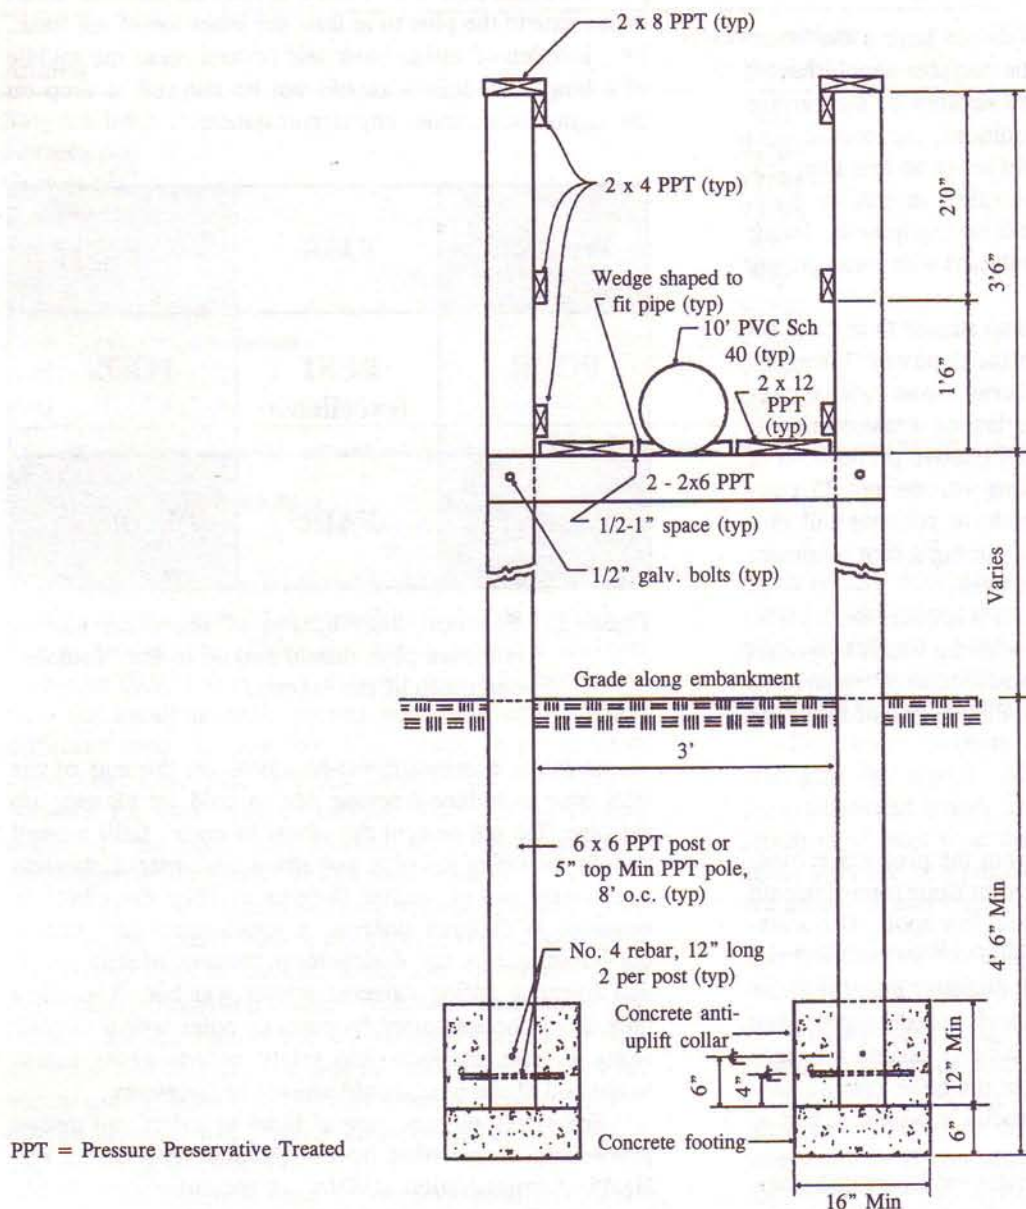 2 x 8 PPT (typ)
2 x 4 PPT (typ)
2'0"
3'6"
Wedge shaped to
fit pipe (typ)
10' PVC Sch
40 (typ)
2 x 12
PPT
(typ)
1'6"
2 - 2x6 PPT
1/2-1" space (typ)
1/2" galv. bolts (typ)
Varies
Grade along embankment
3'
6 x 6 PPT post or
5" top Min PPT pole,
8' o.c. (typ)
4' 6" Min
No. 4 rebar, 12" long
2 per post (typ)
Concrete anti-
uplift collar
12" Min
6"
4"
Concrete footing
6"
PPT = Pressure Preservative Treated
16" Min